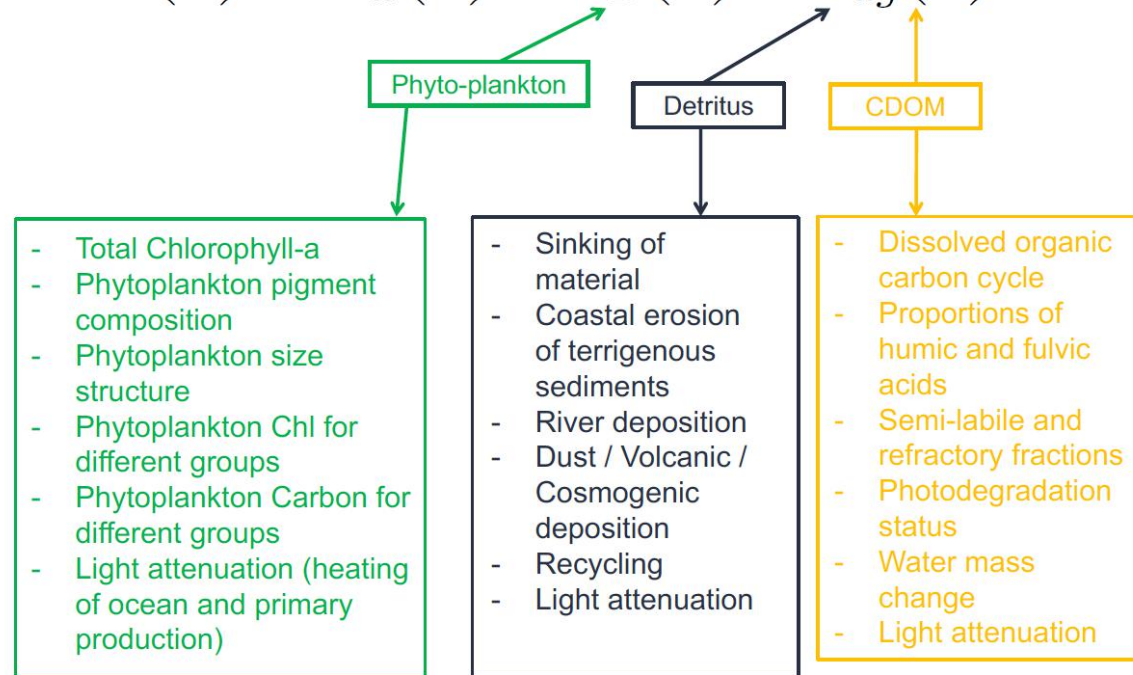 Phyto-plankton
Detritus
CDOM
- Total Chlorophyll-a
- Phytoplankton pigment
composition
- Phytoplankton size
structure
- Phytoplankton Chl for
different groups
- Phytoplankton Carbon for
different groups
- Light attenuation (heating
of ocean and primary
production)
- Sinking of
material
- Coastal erosion
of terrigenous
sediments
- River deposition
- Dust / Volcanic /
Cosmogenic
deposition
- Recycling
- Light attenuation
- Dissolved organic
carbon cycle
- Proportions of
humic and fulvic
acids
- Semi-labile and
refractory fractions
- Photodegradation
status
- Water mass
change
- Light attenuation